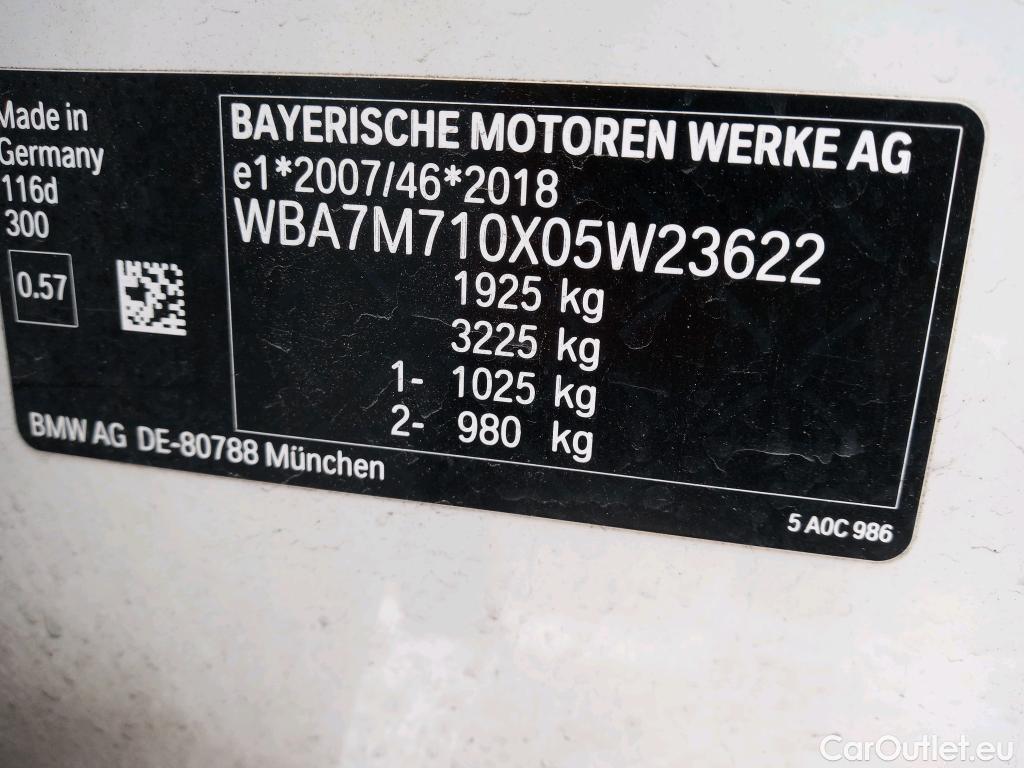 Made in
Germany
116d
300
0.57
BAYERISCHE MOTOREN WERKE AG
e1*2007/46*2018
WBA7M710X05W23622
1925 kg
3225 kg
1- 1025 kg
2- 980 kg
BMW AG DE-80788 München
5 A0C 986
CarOutlet.eu